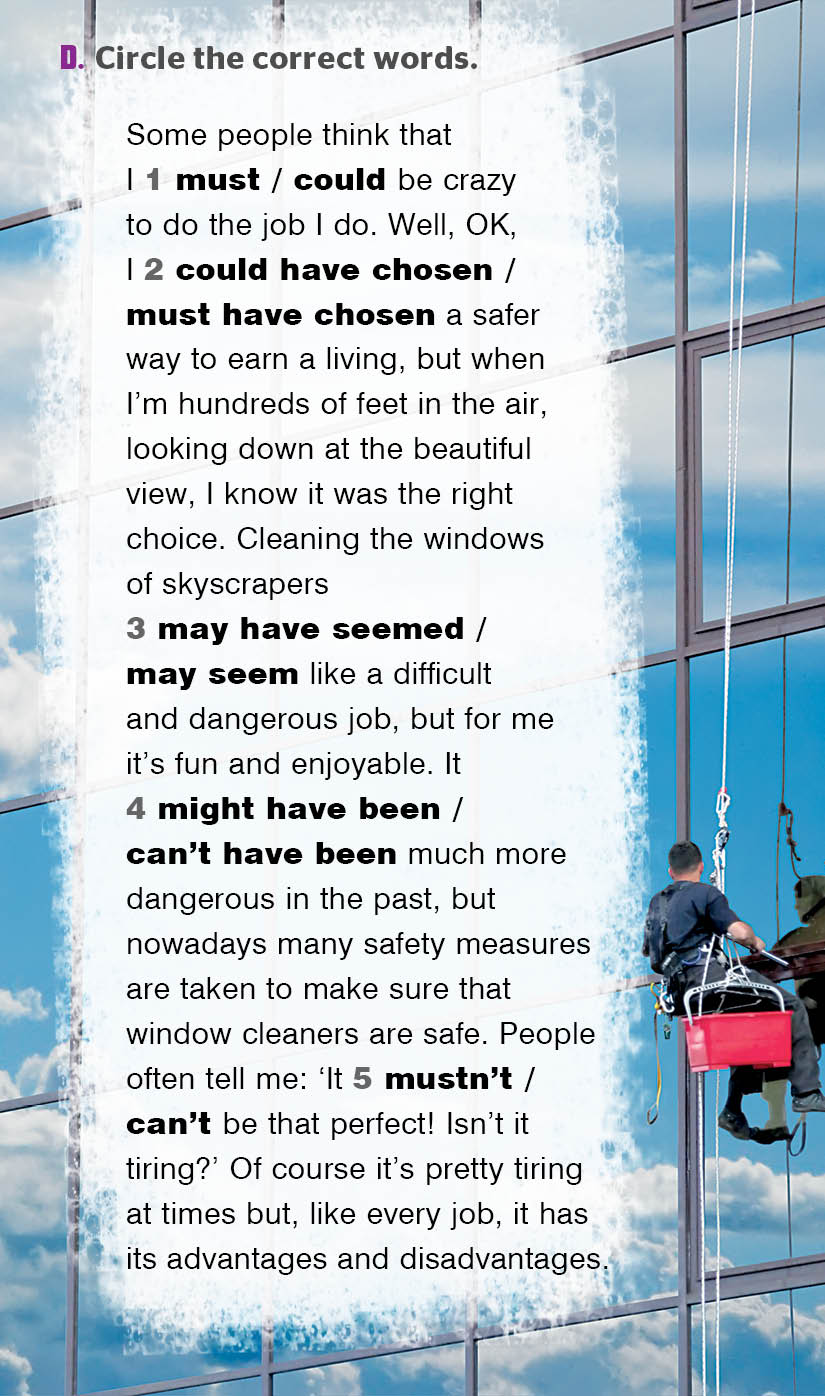 D. Circle the correct words.
Some people think that
I 1 must / could be crazy
to do the job I do. Well, OK,
I 2 could have chosen /
must have chosen a safer
way to earn a living, but when
I’m hundreds of feet in the air,
looking down at the beautiful
view, I know it was the right
choice. Cleaning the windows
of skyscrapers
3 may have seemed /
may seem like a difficult
and dangerous job, but for me
it’s fun and enjoyable. It
4 might have been /
can’t have been much more
dangerous in the past, but
nowadays many safety measures
are taken to make sure that
window cleaners are safe. People
often tell me: ‘It 5 mustn’t /
can’t be that perfect! Isn’t it
tiring?’ Of course it’s pretty tiring
at times but, like every job, it has
its advantages and disadvantages.